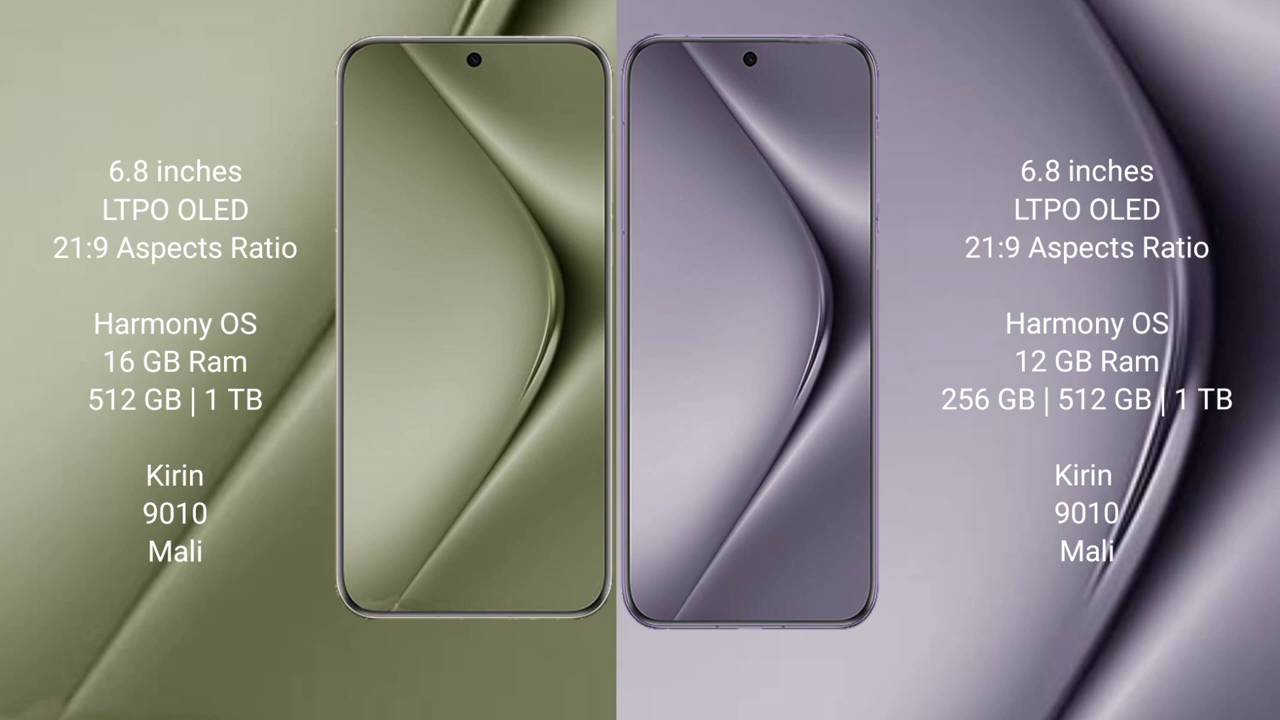 6.8 inches
LTPO OLED
21:9 Aspects Ratio
Harmony OS
16 GB Ram
512 GB | 1 TB
Kirin
9010
Mali
6.8 inches
LTPO OLED
21:9 Aspects Ratio
Harmony OS
12 GB Ram
256 GB | 512 GB | 1 TB
Kirin
9010
Mali